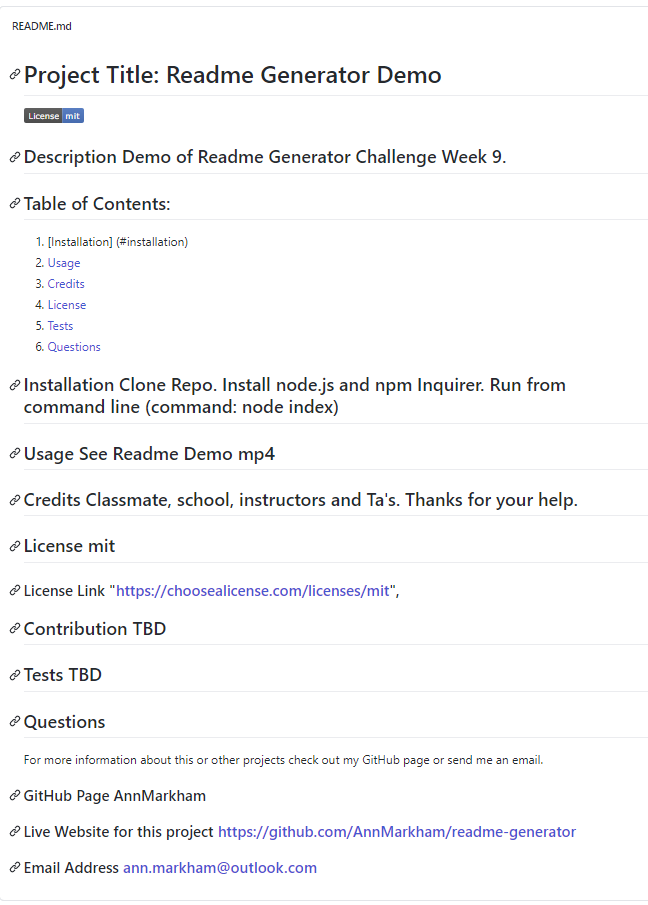 README.md
Project Title: Readme Generator Demo
License mit
Description Demo of Readme Generator Challenge Week 9.
Table of Contents:
1. [Installation] (#installation)
2. Usage
3. Credits
4. License
5. Tests
6. Questions
Installation Clone Repo. Install node.js and npm Inquirer. Run from
command line (command: node index)
Usage See Readme Demo mp4
Credits Classmate, school, instructors and Ta's. Thanks for your help.
License mit
License Link "https://choosealicense.com/licenses/mit",
Contribution TBD
Tests TBD
Questions
For more information about this or other projects check out my GitHub page or send me an email.
GitHub Page AnnMarkham
Live Website for this project https://github.com/AnnMarkham/readme-generator
Email Address ann.markham@outlook.com